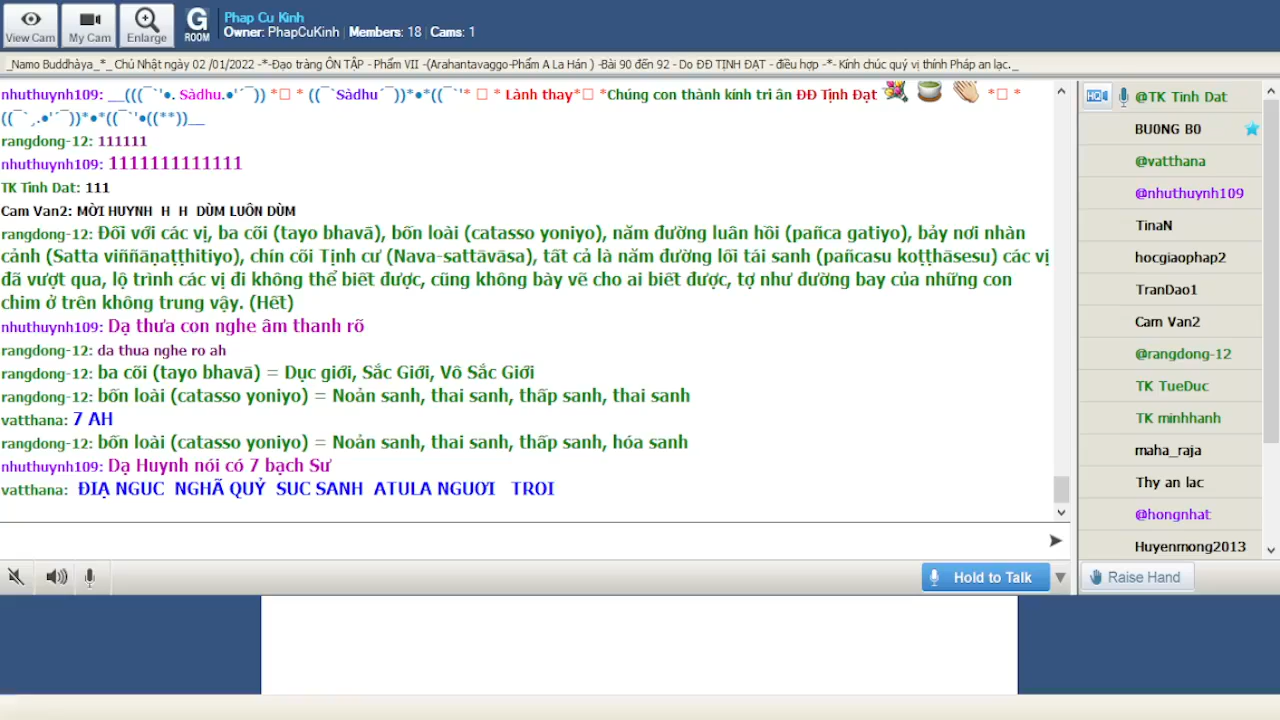 View Cam
My Cam
Enlarge
G
ROOM
Phap Cu Kinh
Owner: PhapCuKinh | Members: 18 | Cams: 1
_Namo Buddhàya_*_ Chủ Nhật ngày 02 /01/2022 -*-Đạo tràng ÔN TẬP - Phẩm VII -(Arahantavaggo-Phẩm A La Hán ) -Bài 90 đến 92 - Do ĐĐ TỊNH ĐẠT - điều hợp -*- Kính chúc quý vị thính Pháp an lạc._
nhuthuynh109: __(((¯`'•. Sàdhu.•'´¯)) *□ * ((¯`Sàdhu´¯))*•*((¯`'* □ * Lành thay*□ *Chúng con thành kính tri ân ĐĐ Tịnh Đạt *□ *
((¯`¸.•'´¯))*•*((¯`'•((**))__
rangdong-12: 111111
nhuthuynh109: 1111111111111
TK Tinh Dat: 111
Cam Van2: MỜI HUYNH H H DÙM LUÔN DÙM
rangdong-12: Đối với các vị, ba cõi (tayo bhavā), bốn loài (catasso yoniyo), năm đường luân hồi (pañca gatiyo), bảy nơi nhàn
cảnh (Satta viññāṇaṭṭhitiyo), chín cõi Tịnh cư (Nava-sattāvāsa), tất cả là năm đường lối tái sanh (pañcasu koṭṭhāsesu) các vị
đã vượt qua, lộ trình các vị đi không thể biết được, cũng không bày vẽ cho ai biết được, tợ như đường bay của những con
chim ở trên không trung vậy. (Hết)
nhuthuynh109: Dạ thưa con nghe âm thanh rõ
rangdong-12: da thua nghe ro ah
rangdong-12: ba cõi (tayo bhavā) = Dục giới, Sắc Giới, Vô Sắc Giới
rangdong-12: bốn loài (catasso yoniyo) = Noản sanh, thai sanh, thấp sanh, thai sanh
vatthana: 7 AH
rangdong-12: bốn loài (catasso yoniyo) = Noản sanh, thai sanh, thấp sanh, hóa sanh
nhuthuynh109: Dạ Huynh nói có 7 bạch Sư
vatthana: ĐIẠ NGUC NGHÃ QUỶ SUC SANH ATULA NGUƠI TROI
Hold to Talk
HD
@TK Tinh Dat
BU0NG B0
@vatthana
@nhuthuynh109
TinaN
hocgiaophap2
TranDao1
Cam Van2
@rangdong-12
TK TueDuc
TK minhhanh
maha_raja
Thy an lac
@hongnhat
Huyenmong2013
Raise Hand